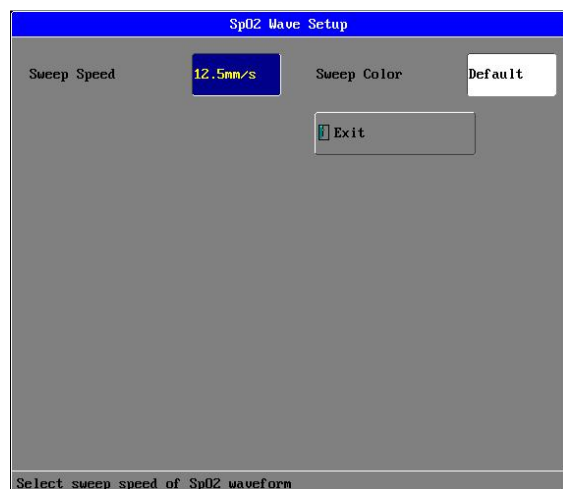 SpO2 Wave Setup
Sweep Speed 12.5mm/s Sweep Color Default
Exit
Select sweep speed of SpO2 waveform